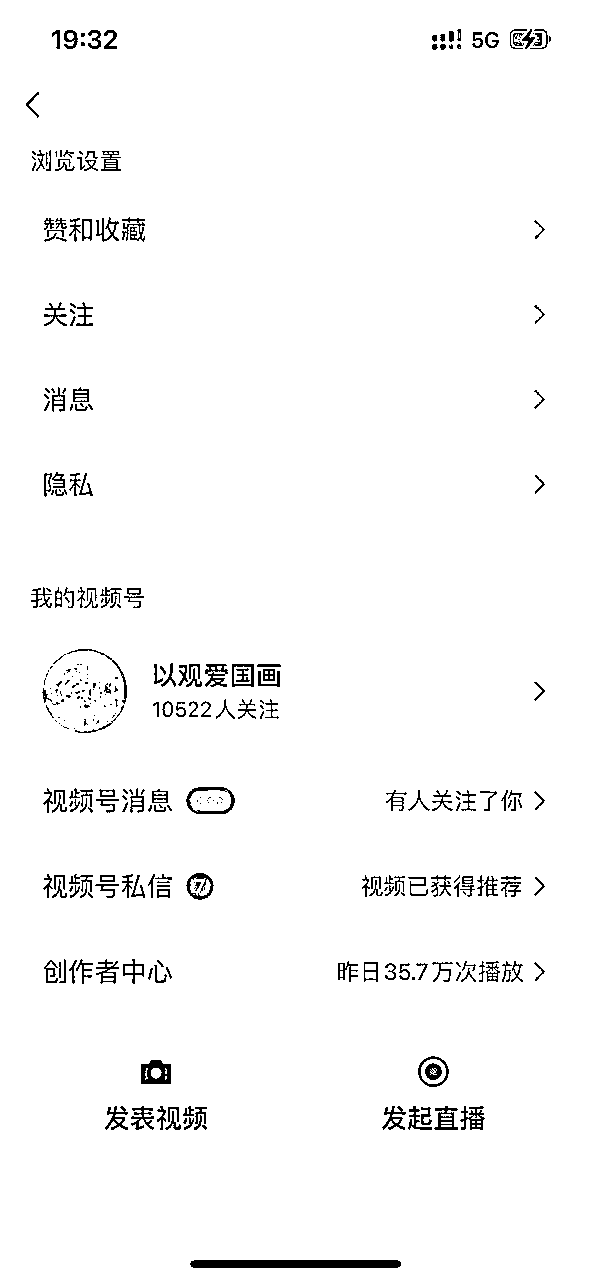 19:32
5G
浏览设置
赞和收藏
关注
消息
隐私
我的视频号
以观爱国画
10522人关注
视频号消息
有人关注了你
视频号私信
视频已获得推荐
创作者中心
昨日35.7万次播放
发表视频
发起直播